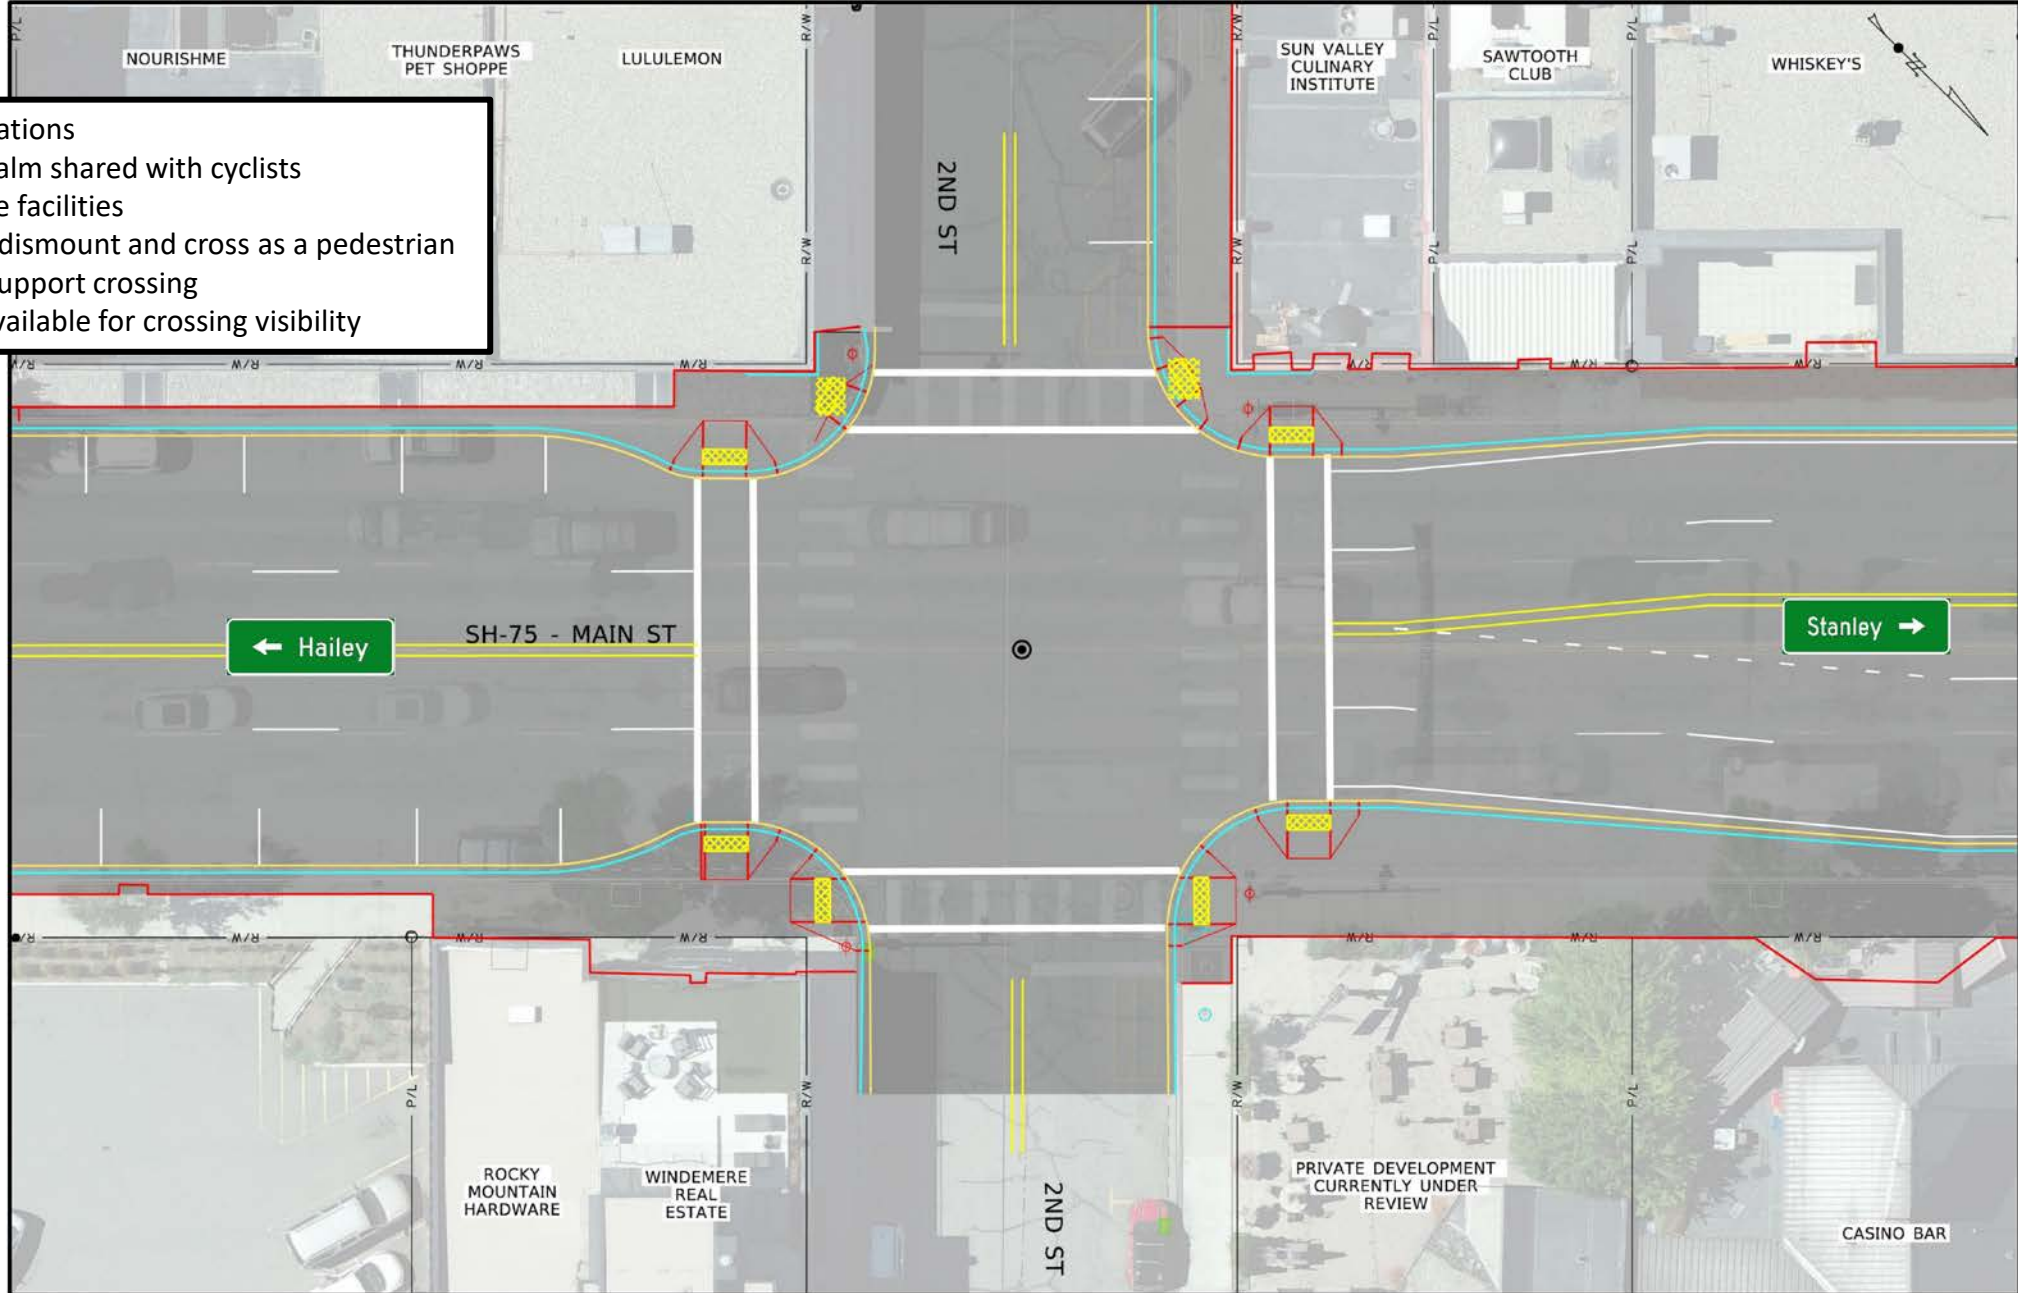 NOURISHME
THUNDERPAWS
PET SHOPPE
LULULEMON
SUN VALLEY
CULINARY
INSTITUTE
SAWTOOTH
CLUB
WHISKEY'S
ations
alm shared with cyclists
e facilities
dismount and cross as a pedestrian
upport crossing
vailable for crossing visibility
2ND ST
P/L
R/W
R/W
P/L
P/L
R/W
R/W
P/L
P/L
R/W
R/W
R/W
R/W
R/W
R/W
R/W
← Hailey
SH-75 - MAIN ST
Stanley →
R/W
R/W
R/W
R/W
R/W
R/W
P/L
R/W
R/W
P/L
ROCKY
MOUNTAIN
HARDWARE
WINDEMERE
REAL
ESTATE
2ND ST
PRIVATE DEVELOPMENT
CURRENTLY UNDER
REVIEW
CASINO BAR